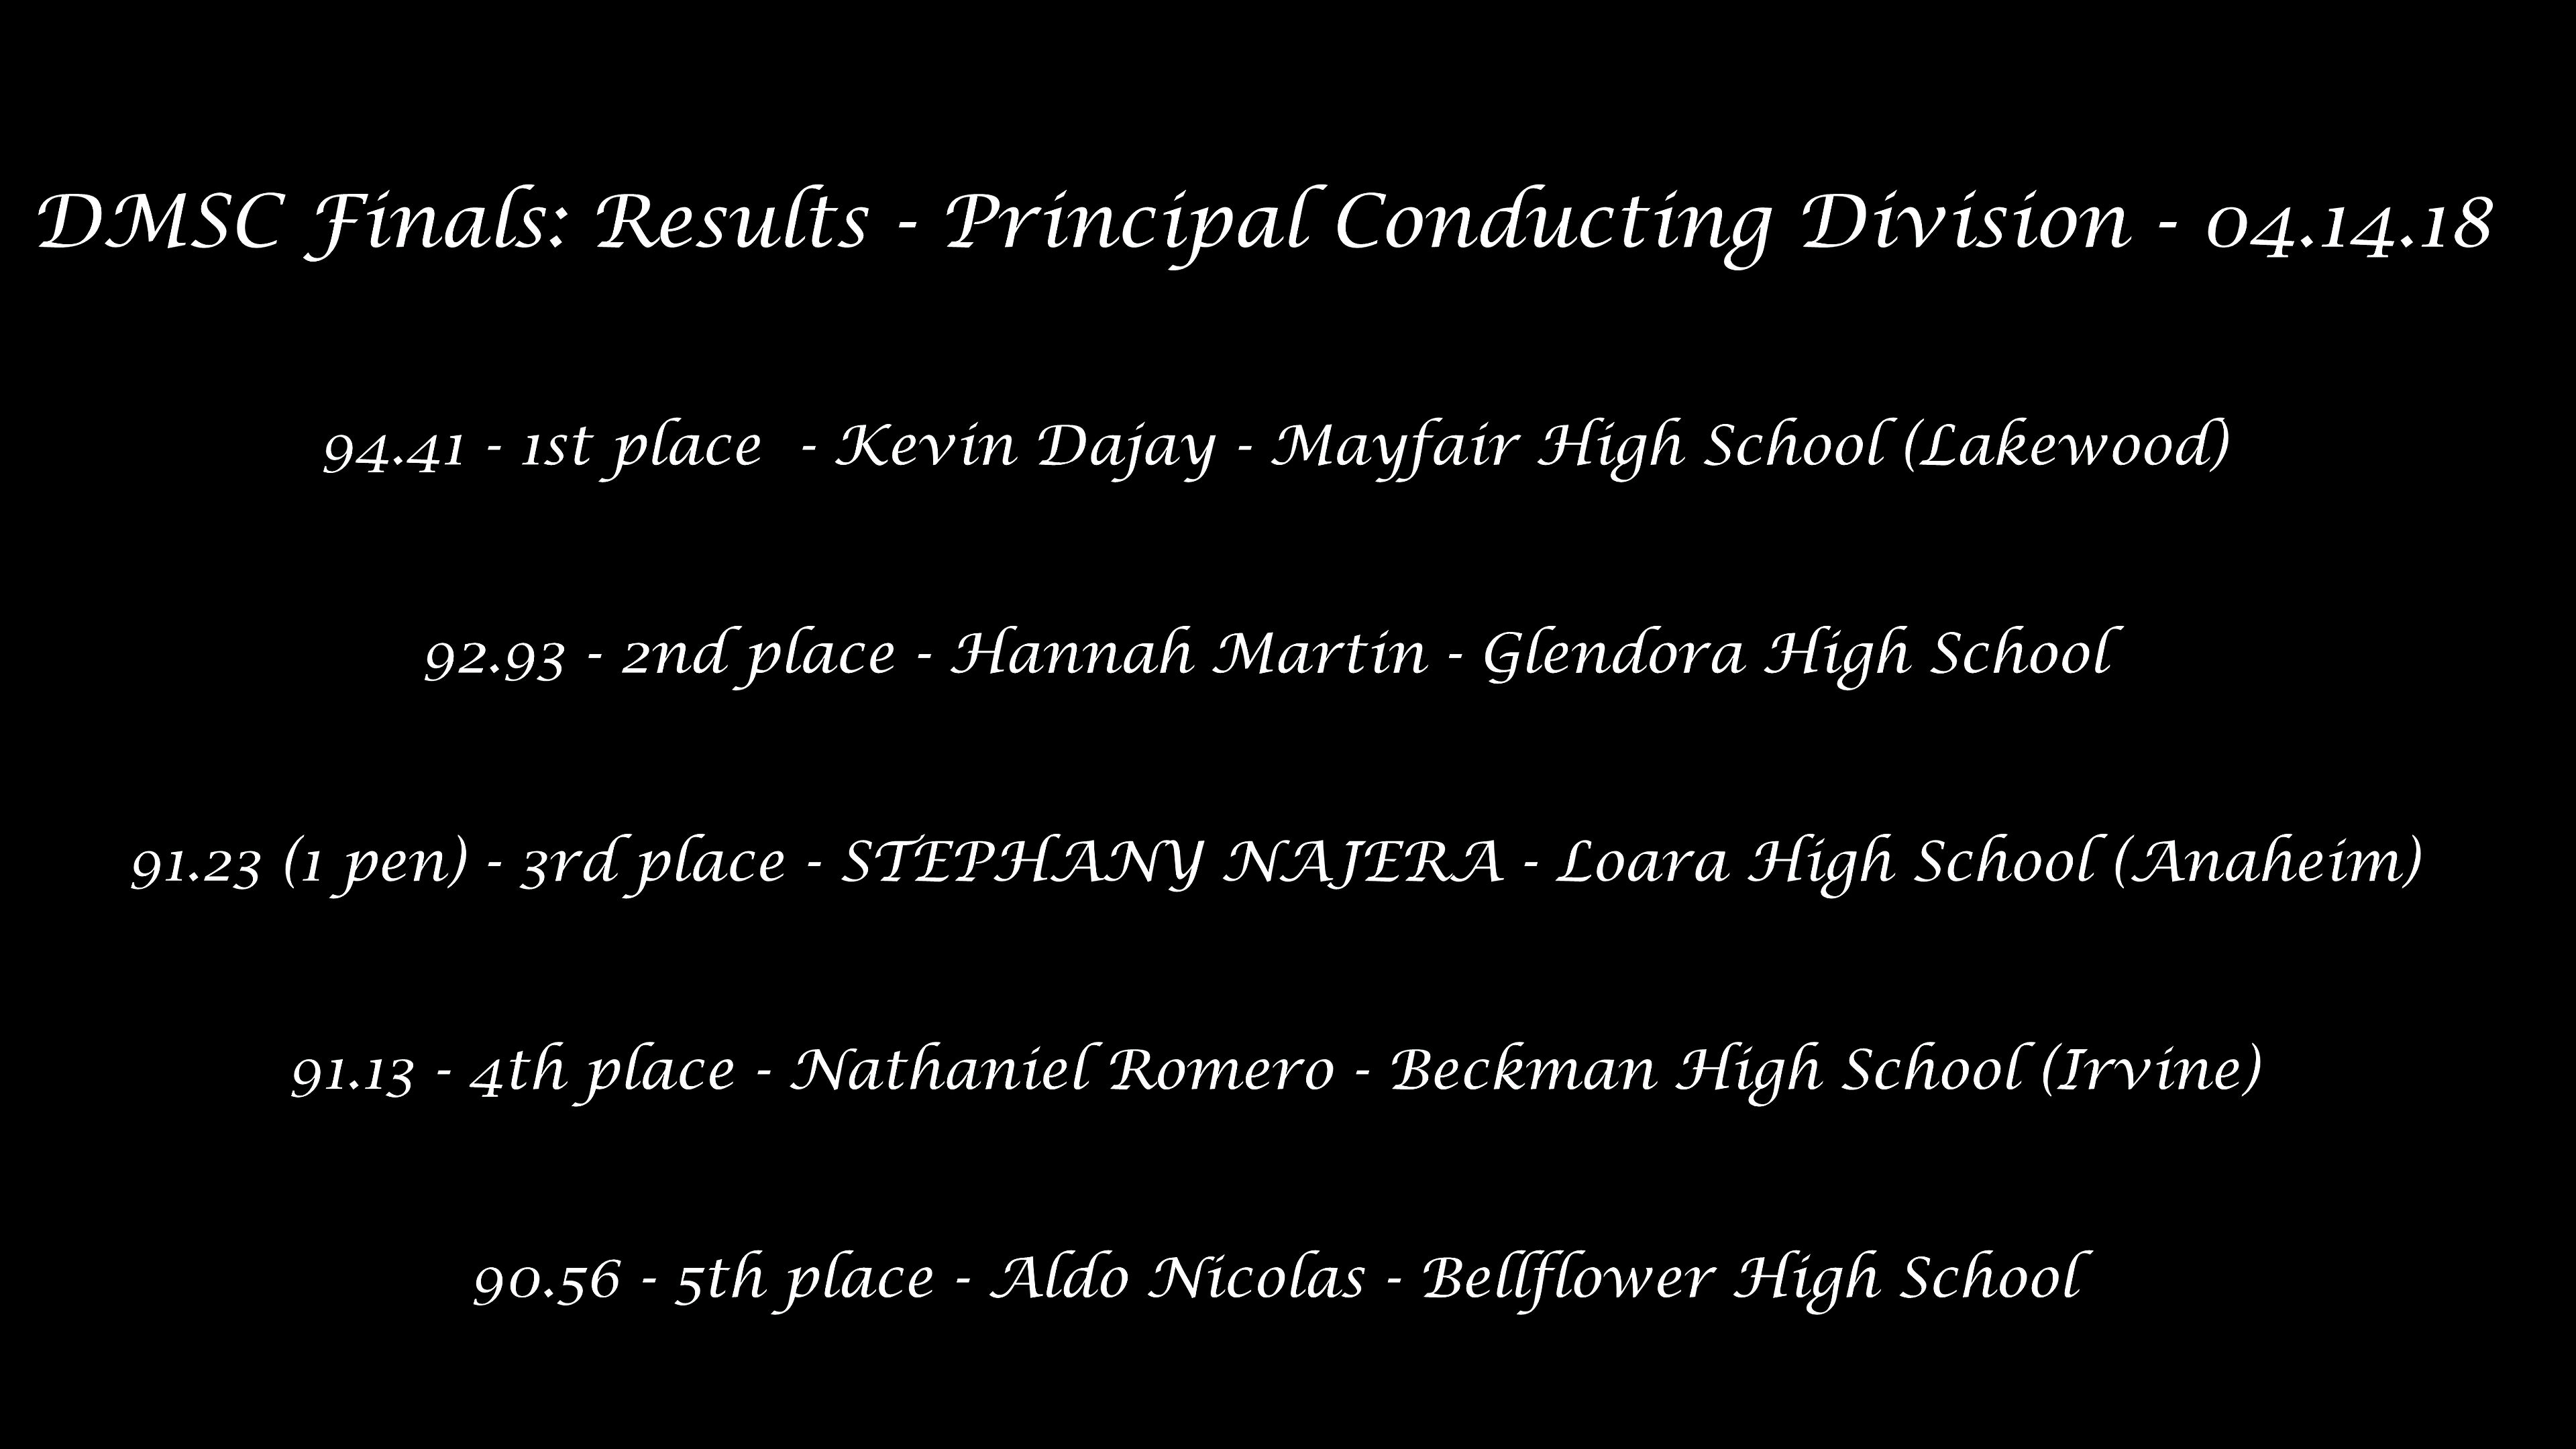 DMSC Finals: Results - Principal Conducting Division - 04.14.18
94.41 - 1st place  - Kevin Dajay - Mayfair High School (Lakewood)
92.93 - 2nd place - Hannah Martin - Glendora High School
91.23 (1 pen) - 3rd place - STEPHANY NAJERA - Loara High School (Anaheim)
91.13 - 4th place - Nathaniel Romero - Beckman High School (Irvine)
90.56 - 5th place - Aldo Nicolas - Bellflower High School